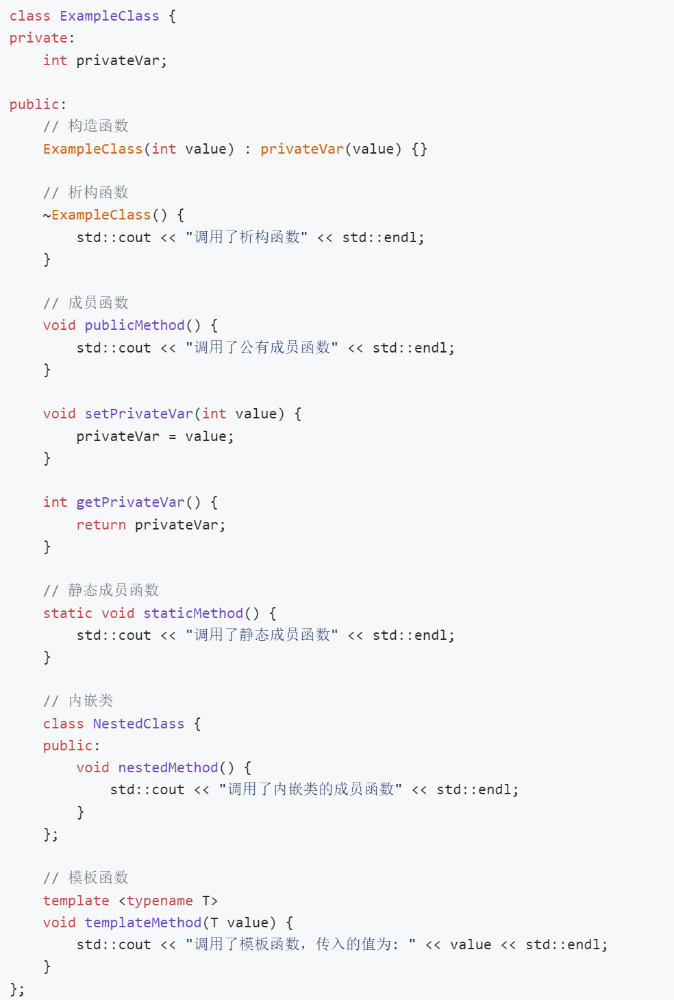 class ExampleClass {
private:
    int privateVar;

public:
    // 构造函数
    ExampleClass(int value) : privateVar(value) {}

    // 析构函数
    ~ExampleClass() {
        std::cout << "调用了析构函数" << std::endl;
    }

    // 成员函数
    void publicMethod() {
        std::cout << "调用了公有成员函数" << std::endl;
    }

    void setPrivateVar(int value) {
        privateVar = value;
    }

    int getPrivateVar() {
        return privateVar;
    }

    // 静态成员函数
    static void staticMethod() {
        std::cout << "调用了静态成员函数" << std::endl;
    }

    // 内嵌类
    class NestedClass {
    public:
        void nestedMethod() {
            std::cout << "调用了内嵌类的成员函数" << std::endl;
        }
    };

    // 模板函数
    template <typename T>
    void templateMethod(T value) {
        std::cout << "调用了模板函数，传入的值为: " << value << std::endl;
    }
};